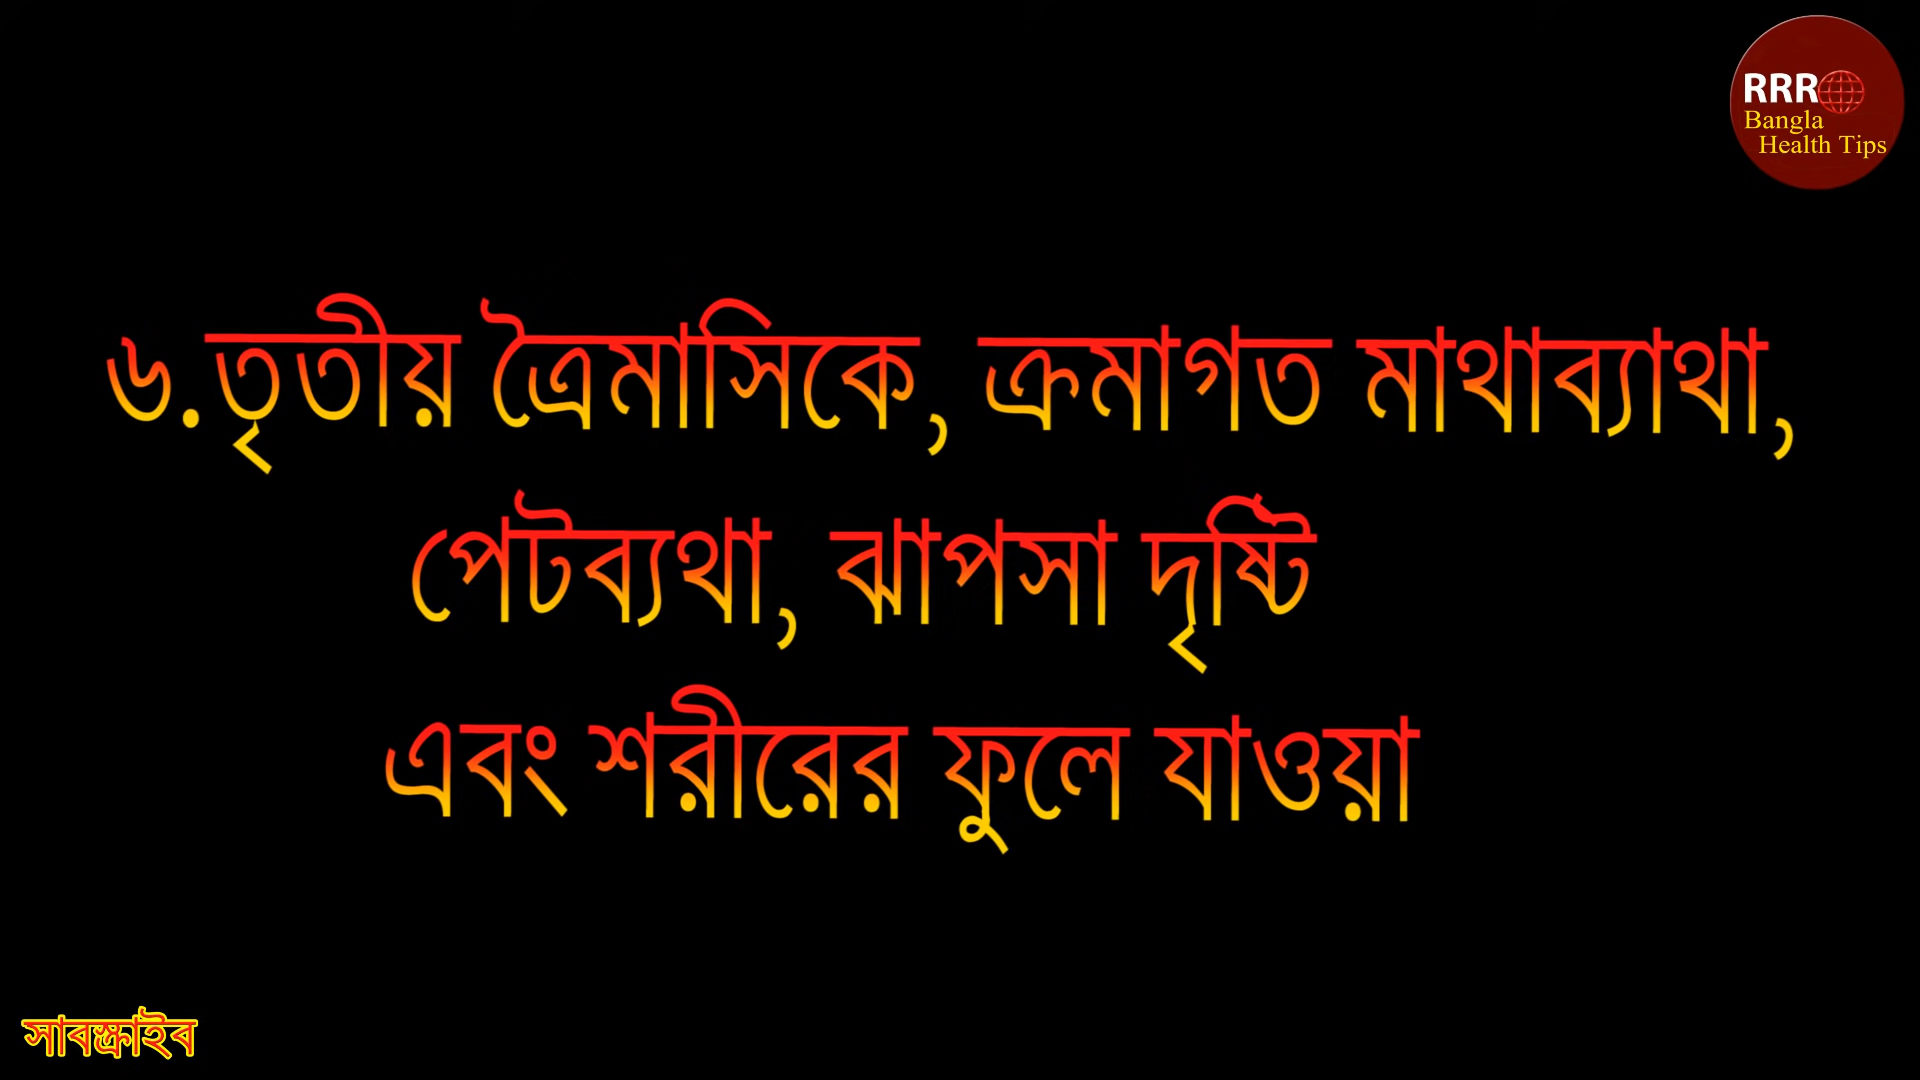 RRR
Bangla
Health Tips
৬.তৃতীয় ত্রৈমাসিকে, ক্রমাগত মাথাব্যাথা,
পেটব্যথা, ঝাপসা দৃষ্টি
এবং শরীরের ফুলে যাওয়া
সাবস্ক্রাইব